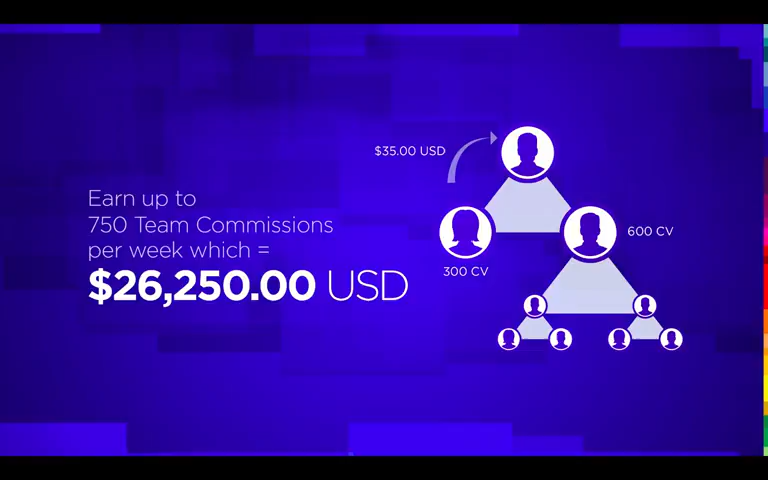 Earn up to
750 Team Commissions
per week which =
$26,250.00 USD
$35.00 USD
600 CV
300 CV